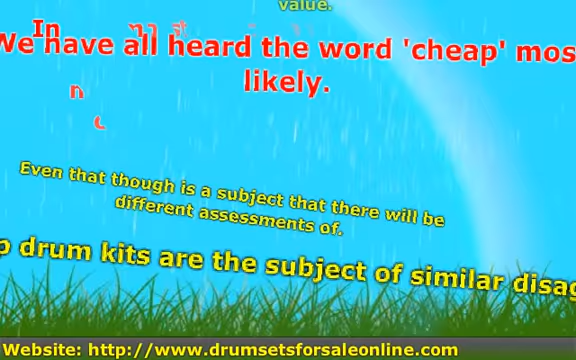 value.
In
We have all heard the word 'cheap' mos
likely.
n
Even that though is a subject that there will be
different assessments of.
p drum kits are the subject of similar disag
Website: http://www.drumsetsforsaleonline.com